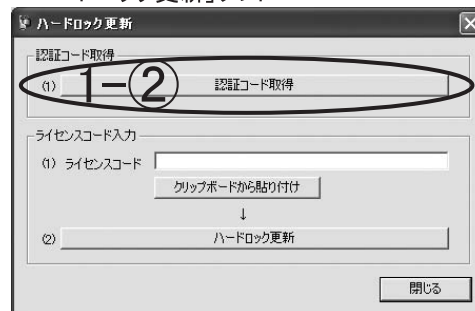 ハードロック更新
認証コード取得
(1) 1-② 認証コード取得
ライセンスコード入力
(1) ライセンスコード
クリップボードから貼り付け
↓
(2) ハードロック更新
閉じる